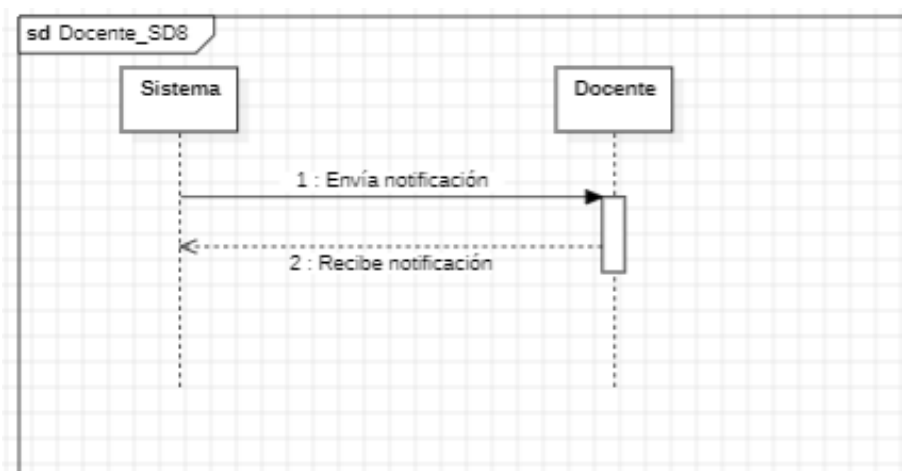 sd Docente_SD8
Sistema
Docente
1 : Envía notificación
2 : Recibe notificación